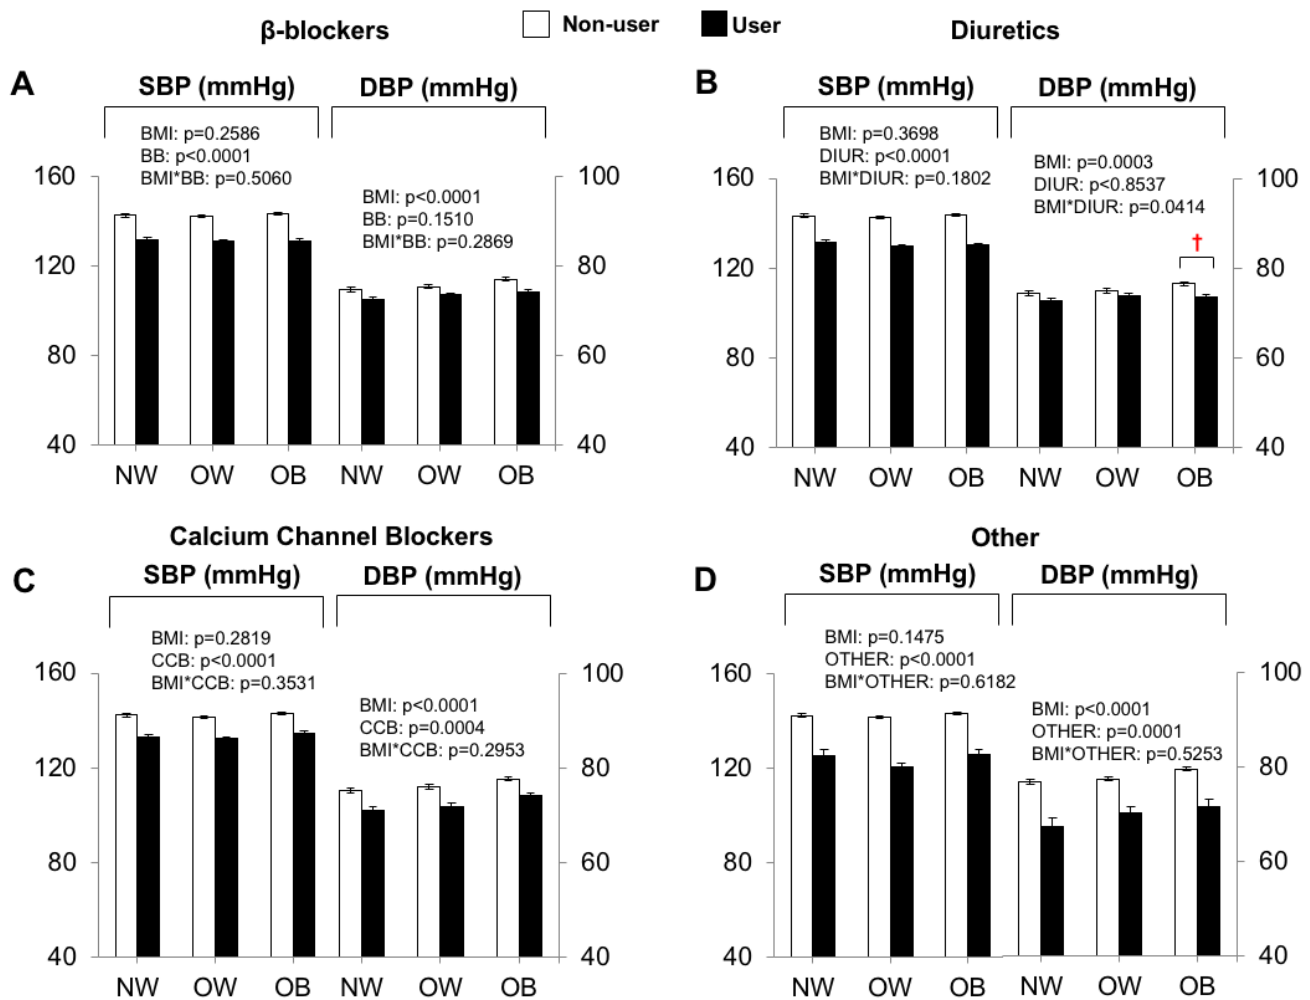 β-blockers
Non-user
User
Diuretics
A
SBP (mmHg)
DBP (mmHg)
BMI: p=0.2586
BB: p<0.0001
BMI*BB: p=0.5060
BMI: p<0.0001
BB: p=0.1510
BMI*BB: p=0.2869
160
120
80
40
100
80
60
40
NW
OW
OB
NW
OW
OB
B
SBP (mmHg)
DBP (mmHg)
BMI: p=0.3698
DIUR: p<0.0001
BMI*DIUR: p=0.1802
BMI: p=0.0003
DIUR: p<0.8537
BMI*DIUR: p=0.0414
†
160
120
80
40
100
80
60
40
NW
OW
OB
NW
OW
OB
Calcium Channel Blockers
C
SBP (mmHg)
DBP (mmHg)
BMI: p=0.2819
CCB: p<0.0001
BMI*CCB: p=0.3531
BMI: p<0.0001
CCB: p=0.0004
BMI*CCB: p=0.2953
160
120
80
40
100
80
60
40
NW
OW
OB
NW
OW
OB
Other
D
SBP (mmHg)
DBP (mmHg)
BMI: p=0.1475
OTHER: p<0.0001
BMI*OTHER: p=0.6182
BMI: p<0.0001
OTHER: p=0.0001
BMI*OTHER: p=0.5253
160
120
80
40
100
80
60
40
NW
OW
OB
NW
OW
OB